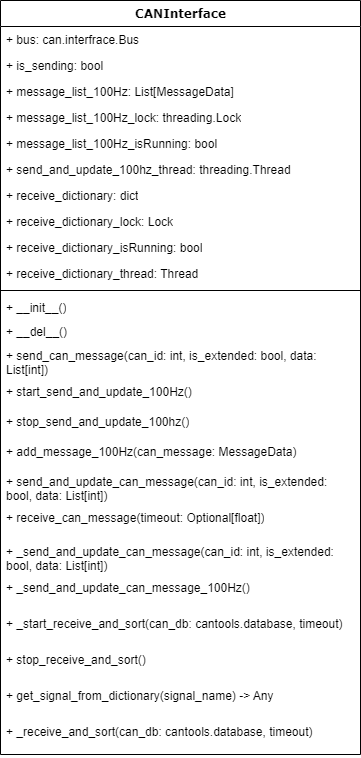 CANInterface
+ bus: can.interfrace.Bus
+ is_sending: bool
+ message_list_100Hz: List[MessageData]
+ message_list_100Hz_lock: threading.Lock
+ message_list_100Hz_isRunning: bool
+ send_and_update_100hz_thread: threading.Thread
+ receive_dictionary: dict
+ receive_dictionary_lock: Lock
+ receive_dictionary_isRunning: bool
+ receive_dictionary_thread: Thread
+ __init__()
+ __del__()
+ send_can_message(can_id: int, is_extended: bool, data:
List[int])
+ start_send_and_update_100Hz()
+ stop_send_and_update_100hz()
+ add_message_100Hz(can_message: MessageData)
+ send_and_update_can_message(can_id: int, is_extended:
bool, data: List[int])
+ receive_can_message(timeout: Optional[float])
+ _send_and_update_can_message(can_id: int, is_extended:
bool, data: List[int])
+ _send_and_update_can_message_100Hz()
+ _start_receive_and_sort(can_db: cantools.database, timeout)
+ stop_receive_and_sort()
+ get_signal_from_dictionary(signal_name) -> Any
+ _receive_and_sort(can_db: cantools.database, timeout)